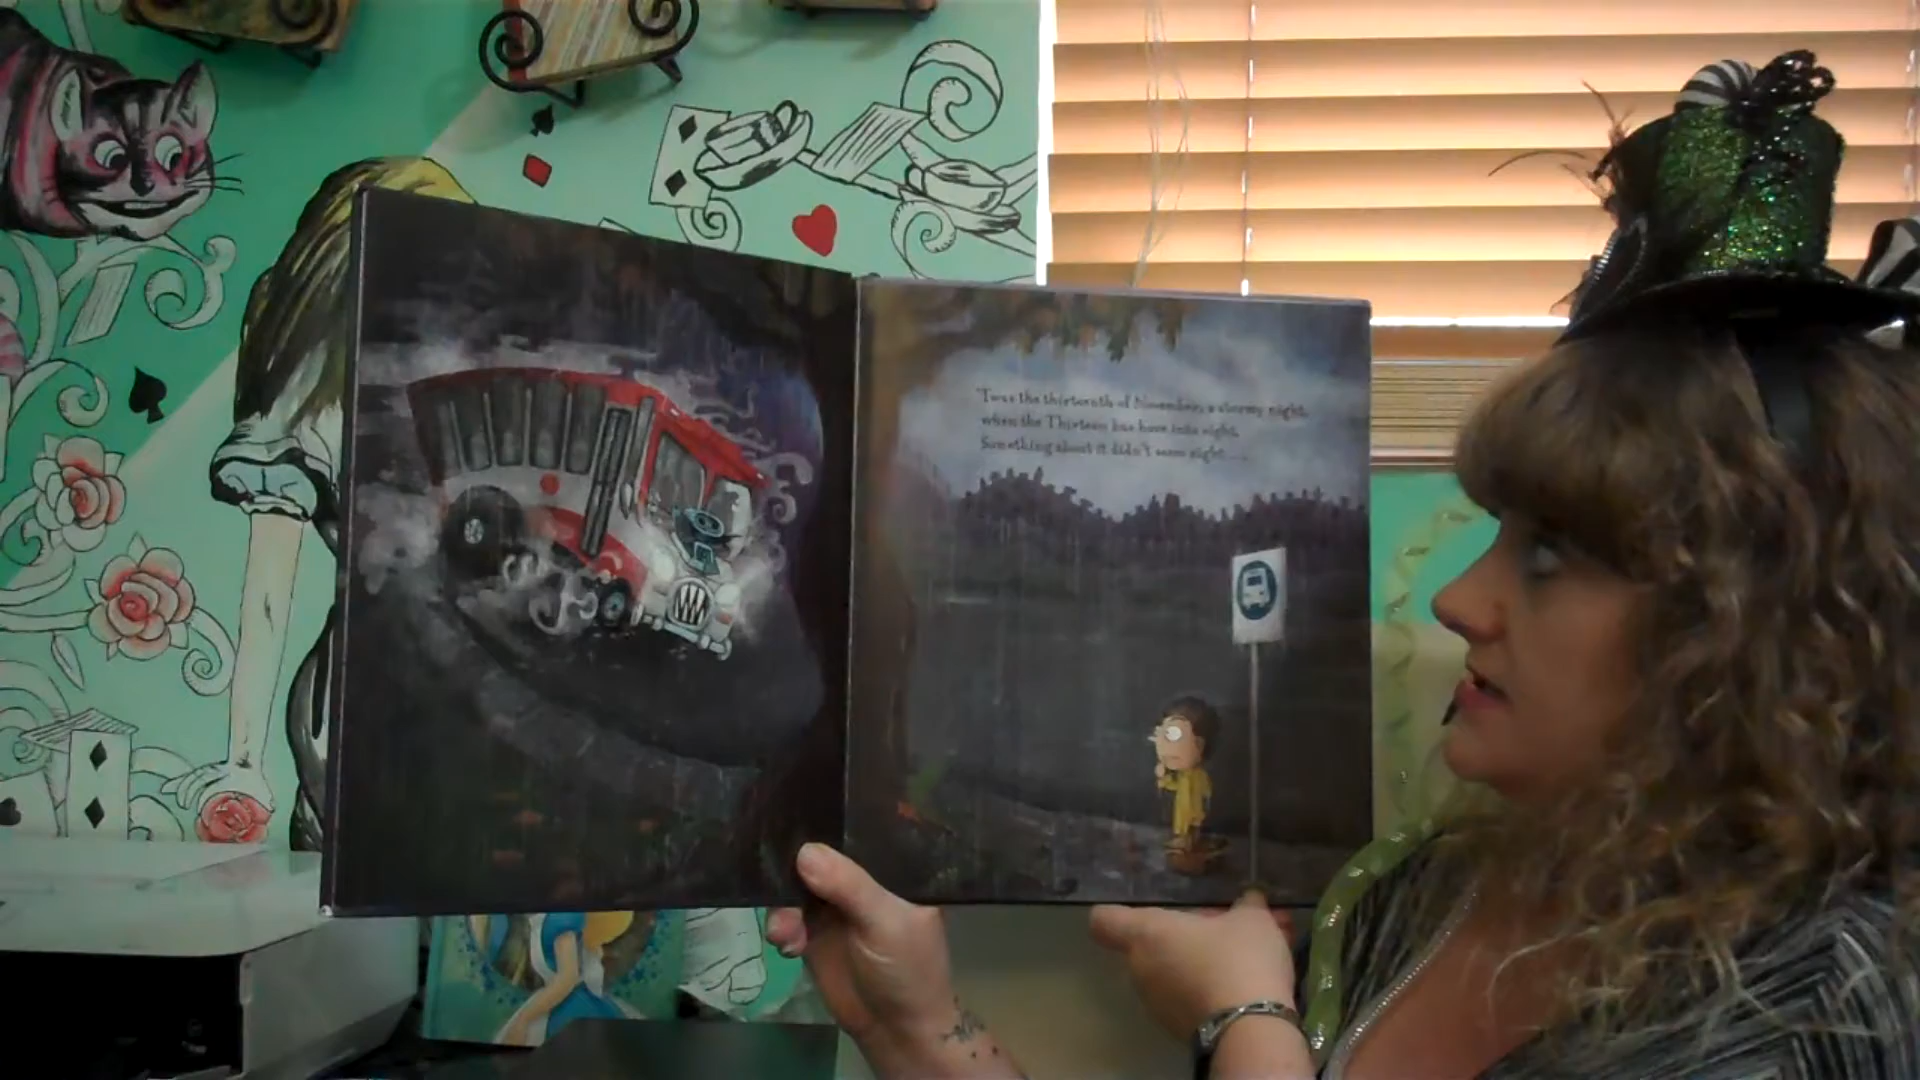 'Twas the thirteenth of November, a stormy night,
when the Thirteen bus hove into sight.
Something about it didn't seem right . . .